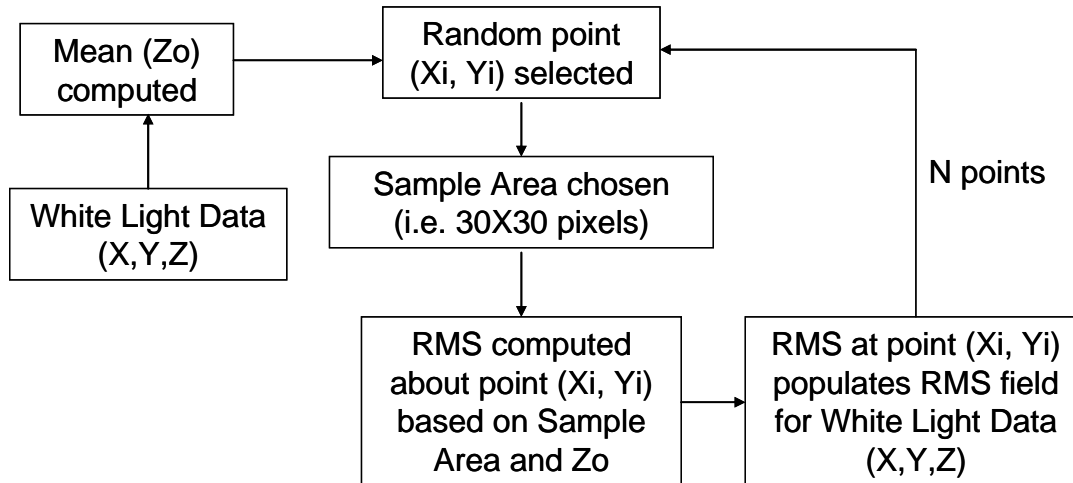 White Light Data
(X,Y,Z)
Mean (Zo)
computed
Random point
(Xi, Yi) selected
Sample Area chosen
(i.e. 30X30 pixels)
RMS computed
about point (Xi, Yi)
based on Sample
Area and Zo
RMS at point (Xi, Yi)
populates RMS field
for White Light Data
(X,Y,Z)
N points